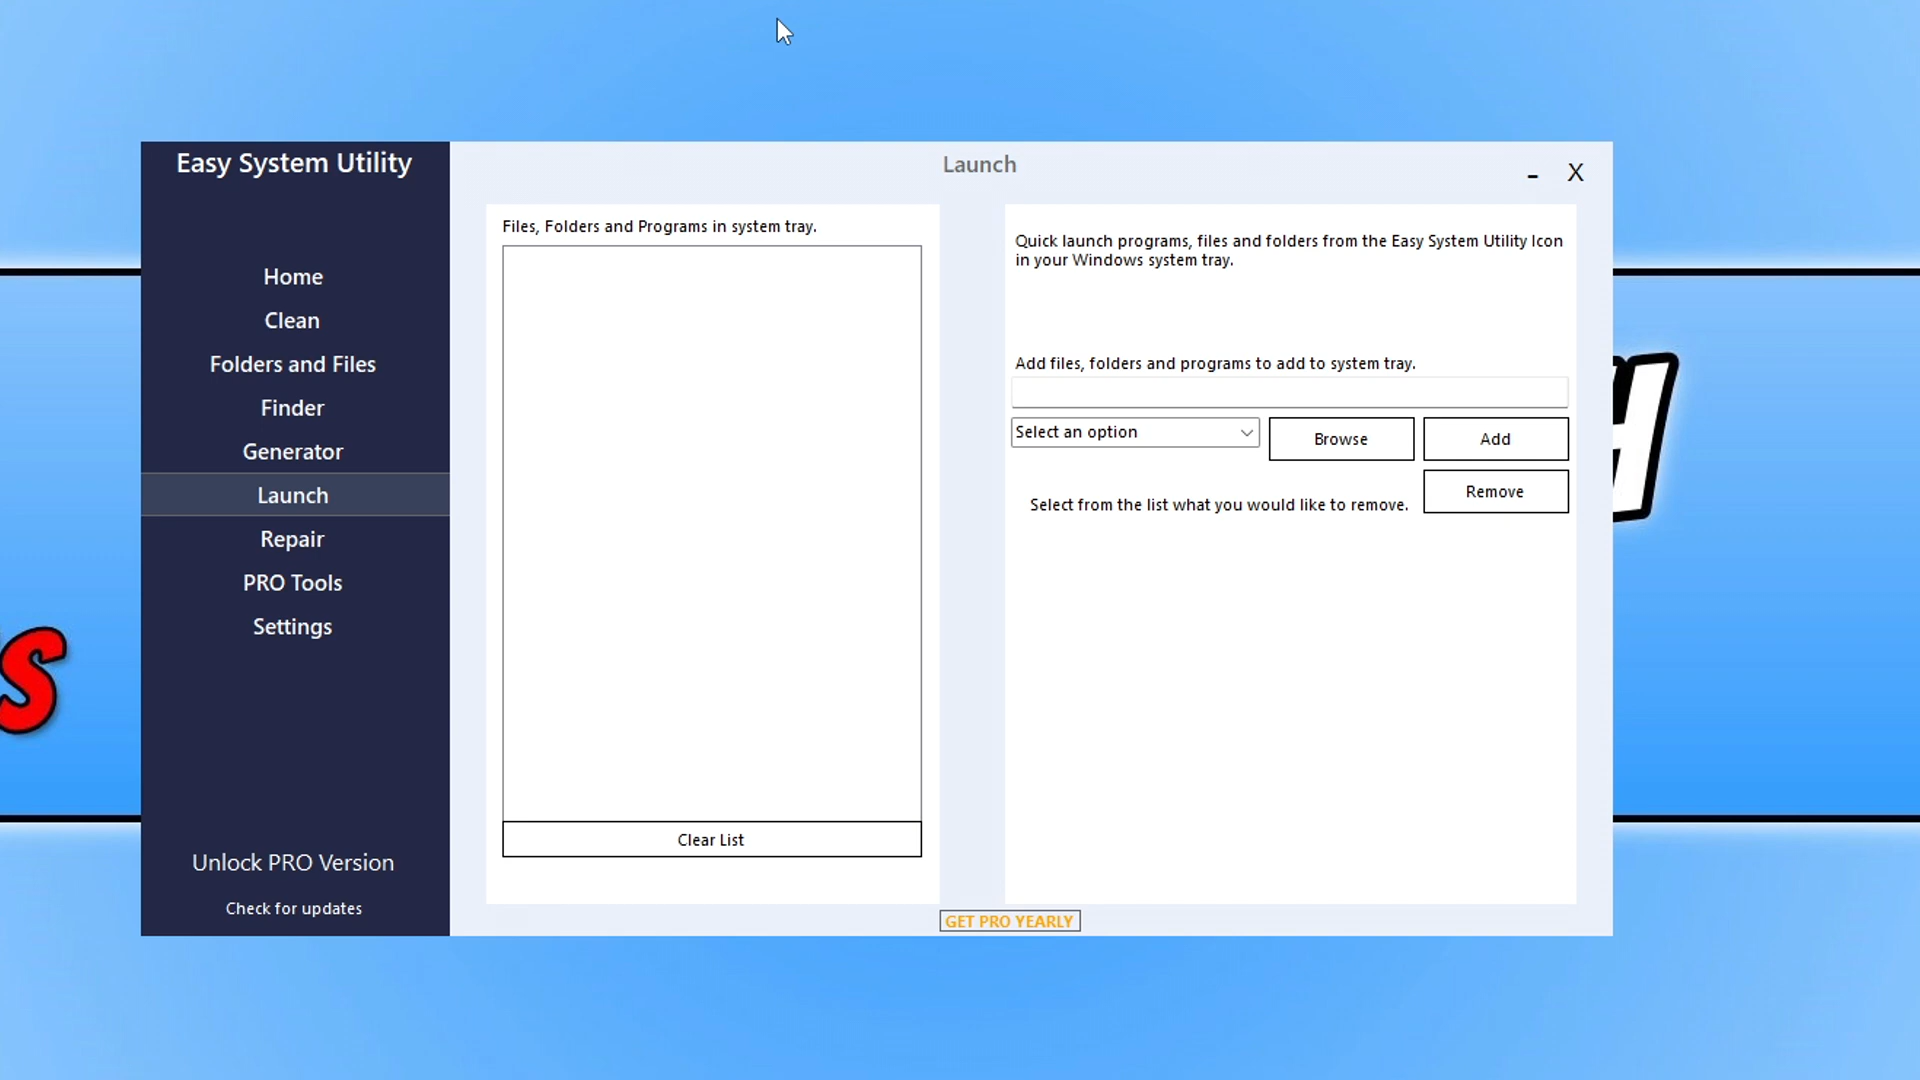 Easy System Utility
Launch
- X
Home
Clean
Folders and Files
Finder
Generator
Launch
Repair
PRO Tools
Settings
Unlock PRO Version
Check for updates
Files, Folders and Programs in system tray.
Clear List
Quick launch programs, files and folders from the Easy System Utility Icon
in your Windows system tray.
Add files, folders and programs to add to system tray.
Select an option
Browse
Add
Remove
Select from the list what you would like to remove.
GET PRO YEARLY